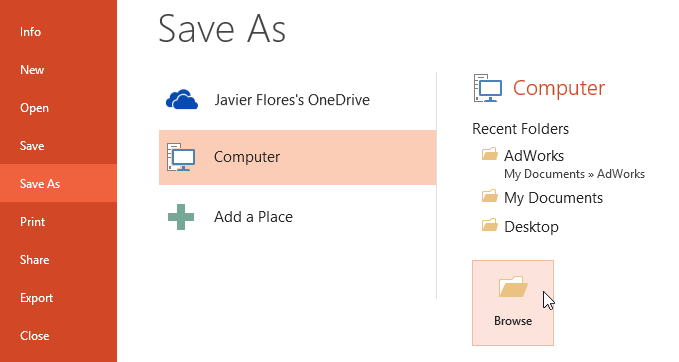 Info
New
Open
Save
Save As
Print
Share
Export
Close
Save As
Javier Flores's OneDrive
Computer
Add a Place
Computer
Recent Folders
AdWorks
My Documents » AdWorks
My Documents
Desktop
Browse